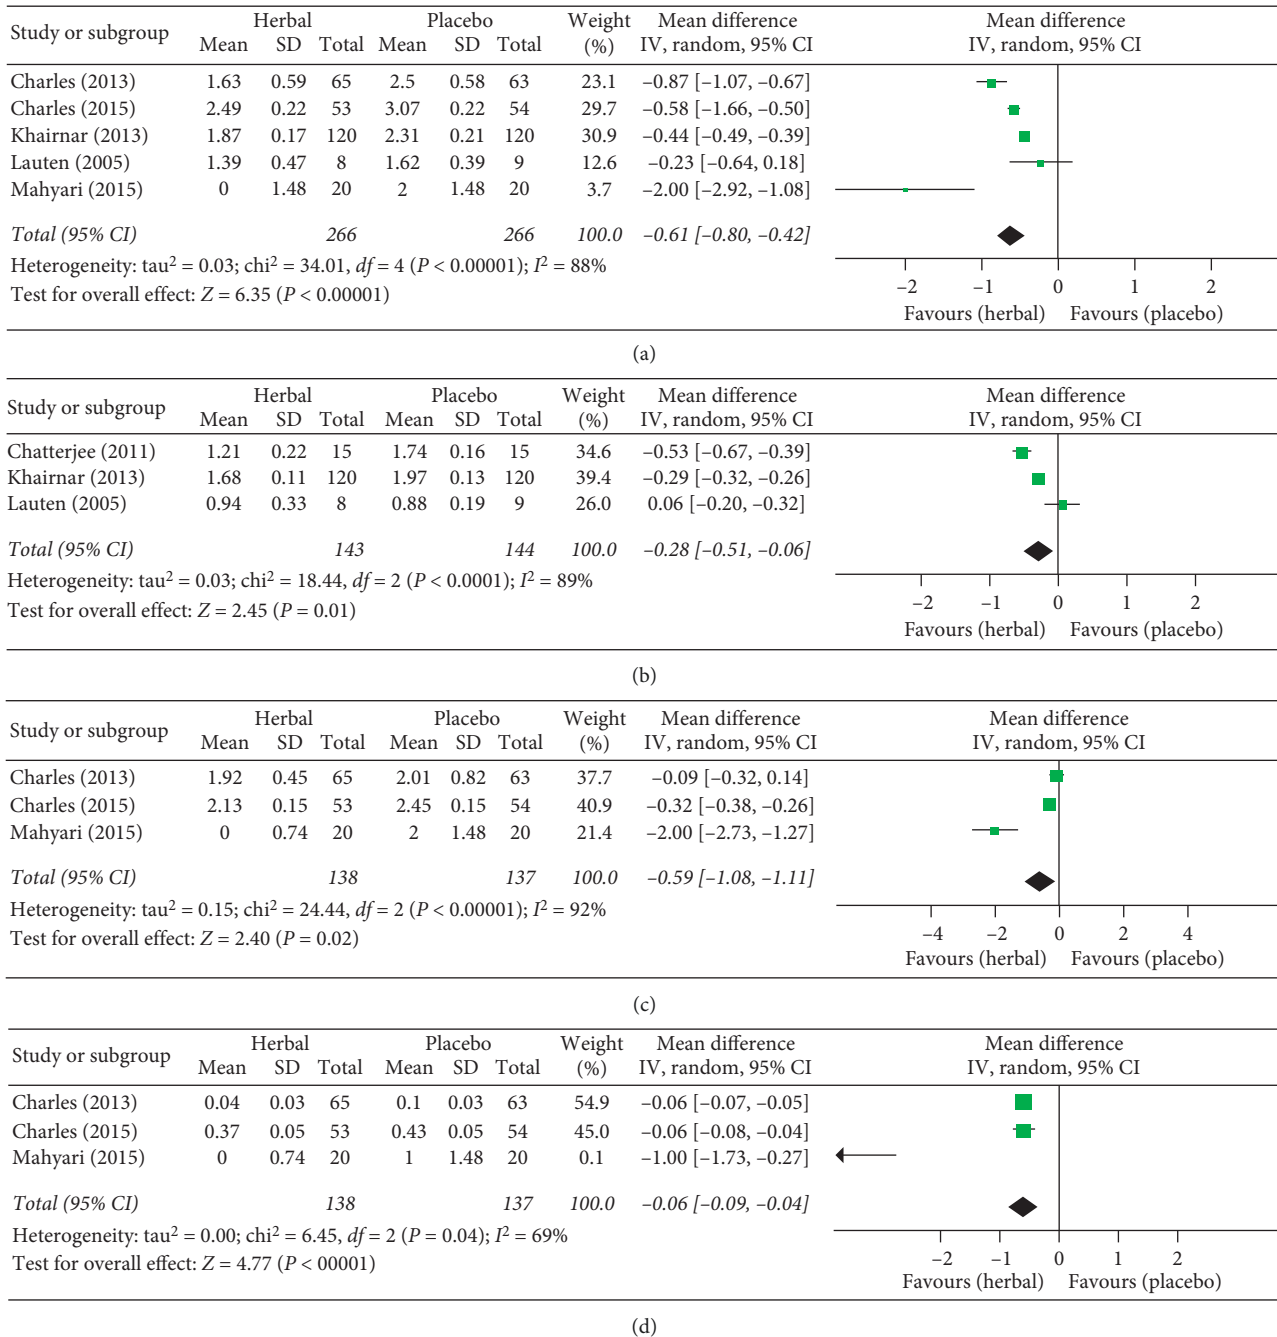 Study or subgroup Herbal Placebo Weight (%) Mean difference IV, random, 95% CI Mean difference IV, random, 95% CI
Mean SD Total Mean SD Total
Charles (2013) 1.63 0.59 65 2.5 0.58 63 23.1 –0.87 [–1.07, –0.67]
Charles (2015) 2.49 0.22 53 3.07 0.22 54 29.7 –0.58 [–1.66, –0.50]
Khairnar (2013) 1.87 0.17 120 2.31 0.21 120 30.9 –0.44 [–0.49, –0.39]
Lauten (2005) 1.39 0.47 8 1.62 0.39 9 12.6 –0.23 [–0.64, 0.18]
Mahyari (2015) 0 1.48 20 2 1.48 20 3.7 –2.00 [–2.92, –1.08]
Total (95% CI) 266 266 100.0 –0.61 [–0.80, –0.42]
Heterogeneity: tau² = 0.03; chi² = 34.01, df = 4 (P < 0.00001); I² = 88%
Test for overall effect: Z = 6.35 (P < 0.00001)
–2 –1 0 1 2
Favours (herbal) Favours (placebo)
(a)
Study or subgroup Herbal Placebo Weight (%) Mean difference IV, random, 95% CI Mean difference IV, random, 95% CI
Mean SD Total Mean SD Total
Chatterjee (2011) 1.21 0.22 15 1.74 0.16 15 34.6 –0.53 [–0.67, –0.39]
Khairnar (2013) 1.68 0.11 120 1.97 0.13 120 39.4 –0.29 [–0.32, –0.26]
Lauten (2005) 0.94 0.33 8 0.88 0.19 9 26.0 0.06 [–0.20, –0.32]
Total (95% CI) 143 144 100.0 –0.28 [–0.51, –0.06]
Heterogeneity: tau² = 0.03; chi² = 18.44, df = 2 (P < 0.0001); I² = 89%
Test for overall effect: Z = 2.45 (P = 0.01)
–2 –1 0 1 2
Favours (herbal) Favours (placebo)
(b)
Study or subgroup Herbal Placebo Weight (%) Mean difference IV, random, 95% CI Mean difference IV, random, 95% CI
Mean SD Total Mean SD Total
Charles (2013) 1.92 0.45 65 2.01 0.82 63 37.7 –0.09 [–0.32, 0.14]
Charles (2015) 2.13 0.15 53 2.45 0.15 54 40.9 –0.32 [–0.38, –0.26]
Mahyari (2015) 0 0.74 20 2 1.48 20 21.4 –2.00 [–2.73, –1.27]
Total (95% CI) 138 137 100.0 –0.59 [–1.08, –1.11]
Heterogeneity: tau² = 0.15; chi² = 24.44, df = 2 (P < 0.00001); I² = 92%
Test for overall effect: Z = 2.40 (P = 0.02)
–4 –2 0 2 4
Favours (herbal) Favours (placebo)
(c)
Study or subgroup Herbal Placebo Weight (%) Mean difference IV, random, 95% CI Mean difference IV, random, 95% CI
Mean SD Total Mean SD Total
Charles (2013) 0.04 0.03 65 0.1 0.03 63 54.9 –0.06 [–0.07, –0.05]
Charles (2015) 0.37 0.05 53 0.43 0.05 54 45.0 –0.06 [–0.08, –0.04]
Mahyari (2015) 0 0.74 20 1 1.48 20 0.1 –1.00 [–1.73, –0.27]
Total (95% CI) 138 137 100.0 –0.06 [–0.09, –0.04]
Heterogeneity: tau² = 0.00; chi² = 6.45, df = 2 (P = 0.04); I² = 69%
Test for overall effect: Z = 4.77 (P < 00001)
–2 –1 0 1 2
Favours (herbal) Favours (placebo)
(d)